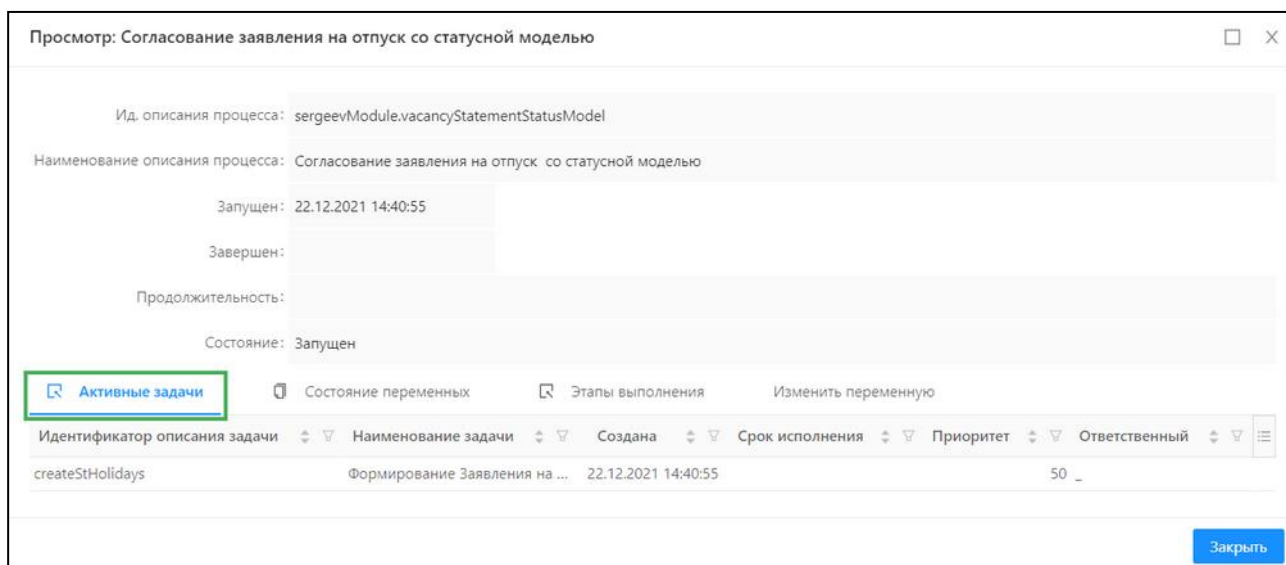 Просмотр: Согласование заявления на отпуск со статусной моделью
Ид. описания процесса: sergeevModule.vacancyStatementStatusModel
Наименование описания процесса: Согласование заявления на отпуск со статусной моделью
Запущен: 22.12.2021 14:40:55
Завершен:
Продолжительность:
Состояние: Запущен
Активные задачи Состояние переменных Этапы выполнения Изменить переменную
Идентификатор описания задачи Наименование задачи Создана Срок исполнения Приоритет Ответственный
createStHolidays Формирование Заявления на ... 22.12.2021 14:40:55 50 _
Закрыть